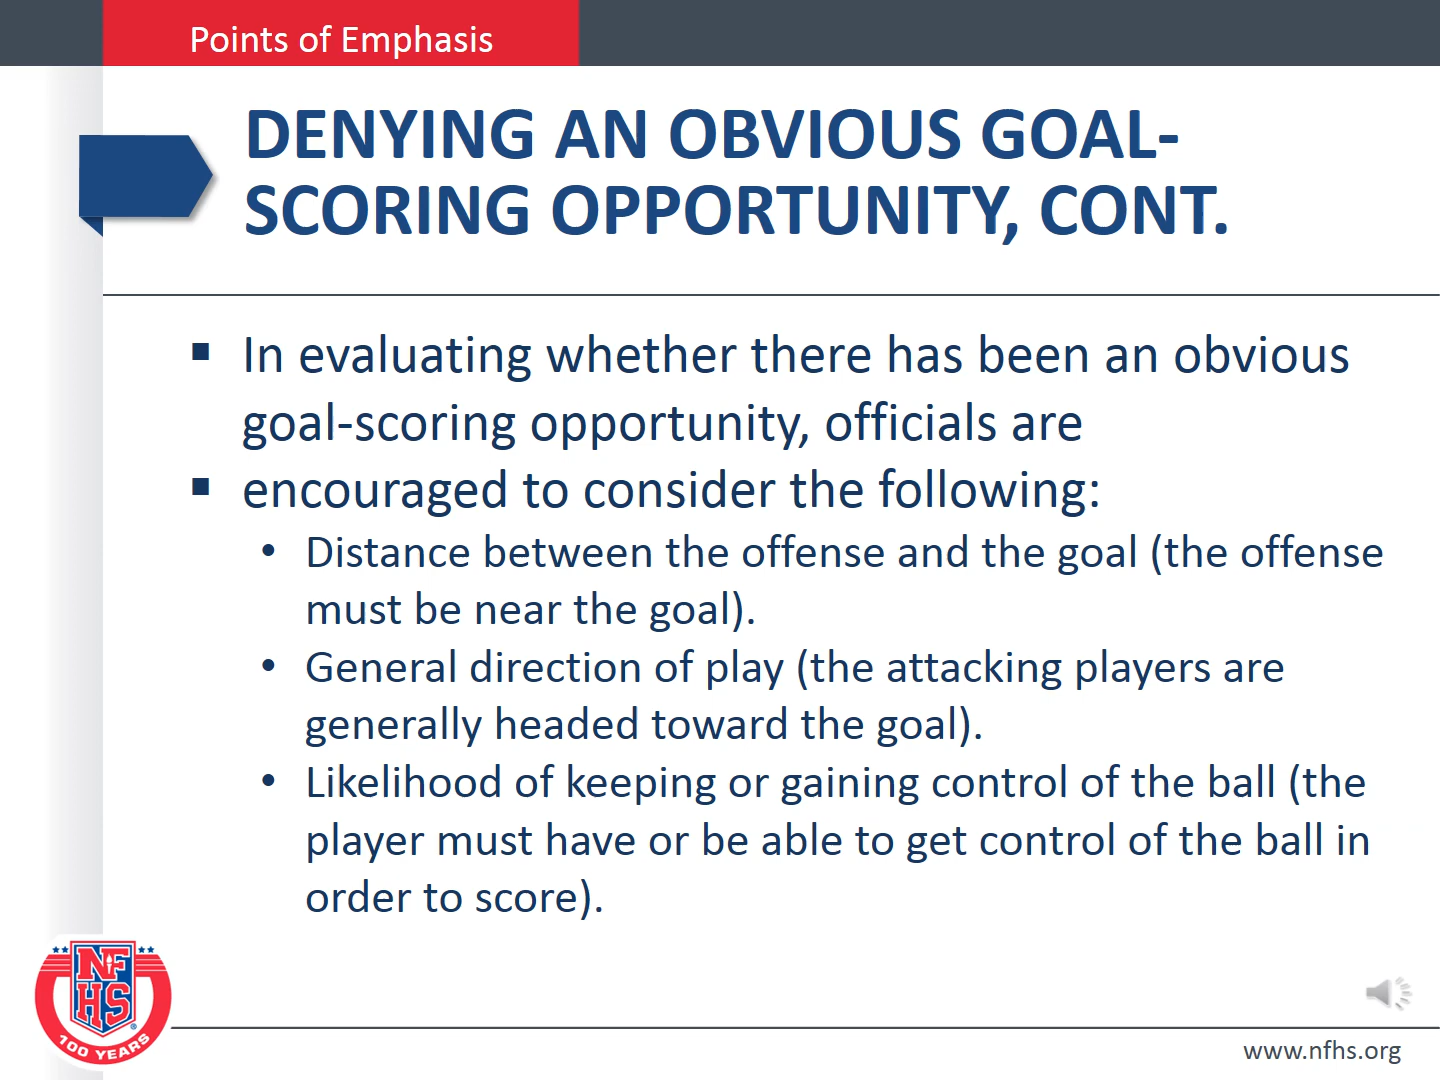 Points of Emphasis
DENYING AN OBVIOUS GOAL-
SCORING OPPORTUNITY, CONT.
▪ In evaluating whether there has been an obvious
goal-scoring opportunity, officials are
▪ encouraged to consider the following:
• Distance between the offense and the goal (the offense
must be near the goal).
• General direction of play (the attacking players are
generally headed toward the goal).
• Likelihood of keeping or gaining control of the ball (the
player must have or be able to get control of the ball in
order to score).
NF
HS®
100 YEARS
www.nfhs.org